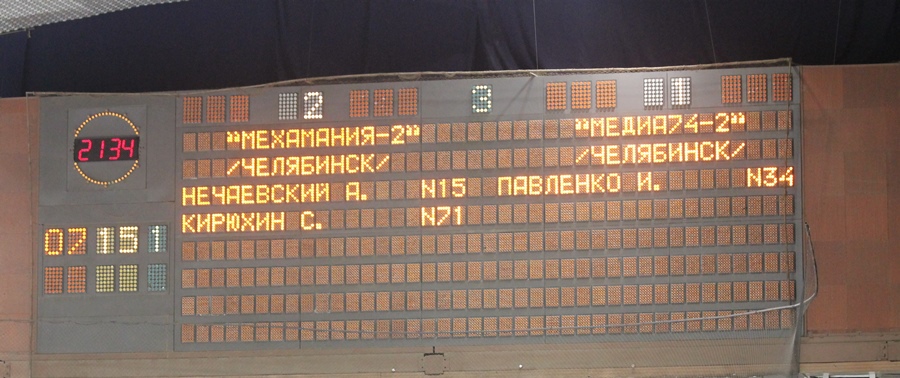 2 3 1
2134
"МЕХАМАНИЯ-2" "МЕДИА74-2"
/ЧЕЛЯБИНСК/ /ЧЕЛЯБИНСК/
НЕЧАЕВСКИЙ А. N15 ПАВЛЕНКО И. N34
КИРЮХИН С. N71
07 15 1